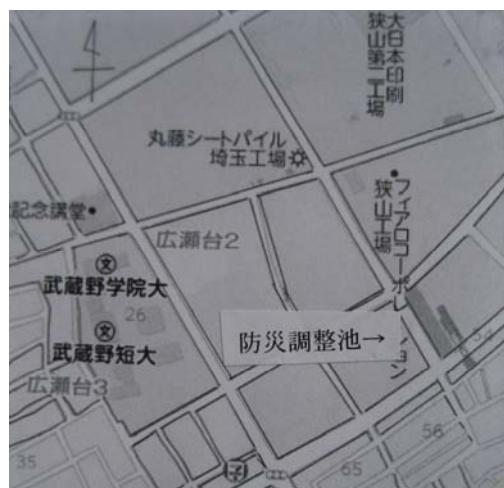 大日本印刷
狭山第二工場
丸藤シートパイル
埼玉工場
フィアロコーポレーション
狭山工場
記念講堂
広瀬台2
武蔵野学院大
26
武蔵野短大
防災調整池→
広瀬台3
56
35
65